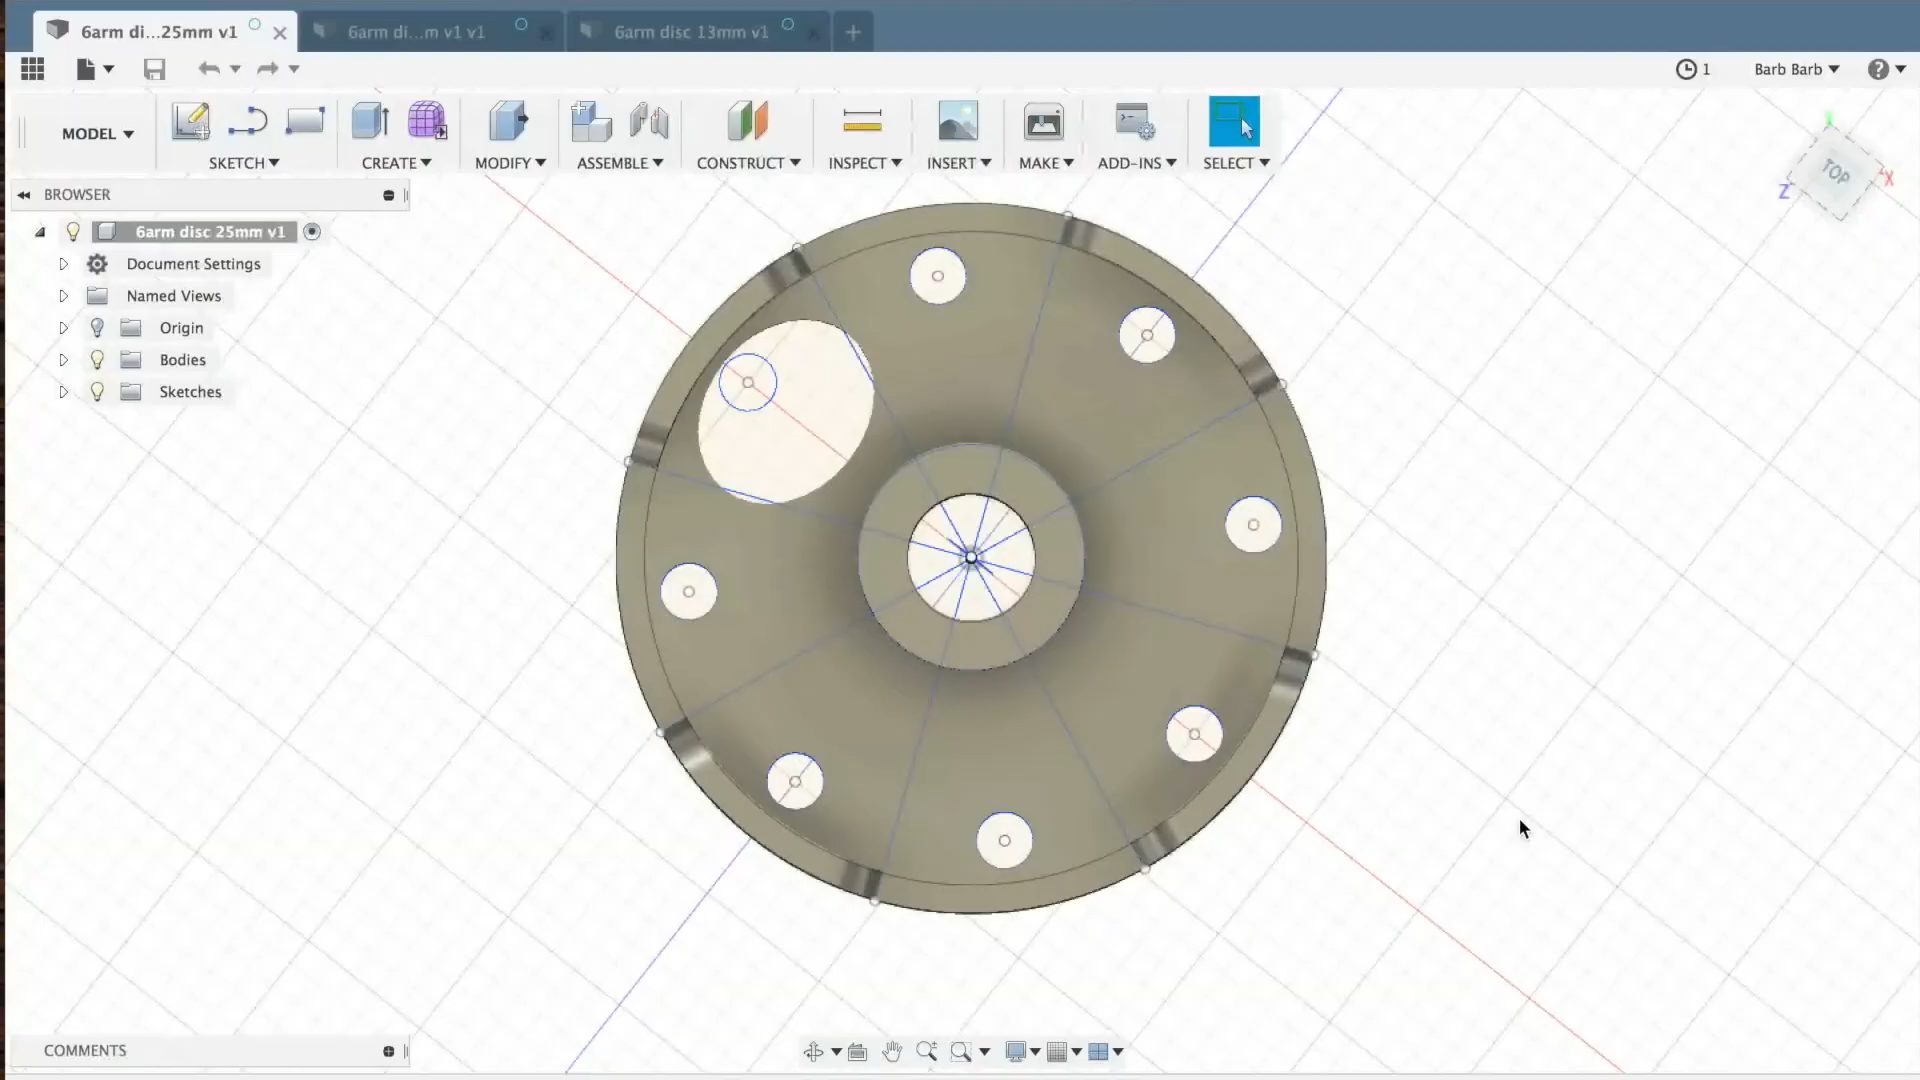 6arm di...25mm v1
6arm di...m v1 v1
6arm disc 13mm v1
1
Barb Barb
?
MODEL
SKETCH
CREATE
MODIFY
ASSEMBLE
CONSTRUCT
INSPECT
INSERT
MAKE
ADD-INS
SELECT
TOP
Z
X
BROWSER
6arm disc 25mm v1
Document Settings
Named Views
Origin
Bodies
Sketches
COMMENTS